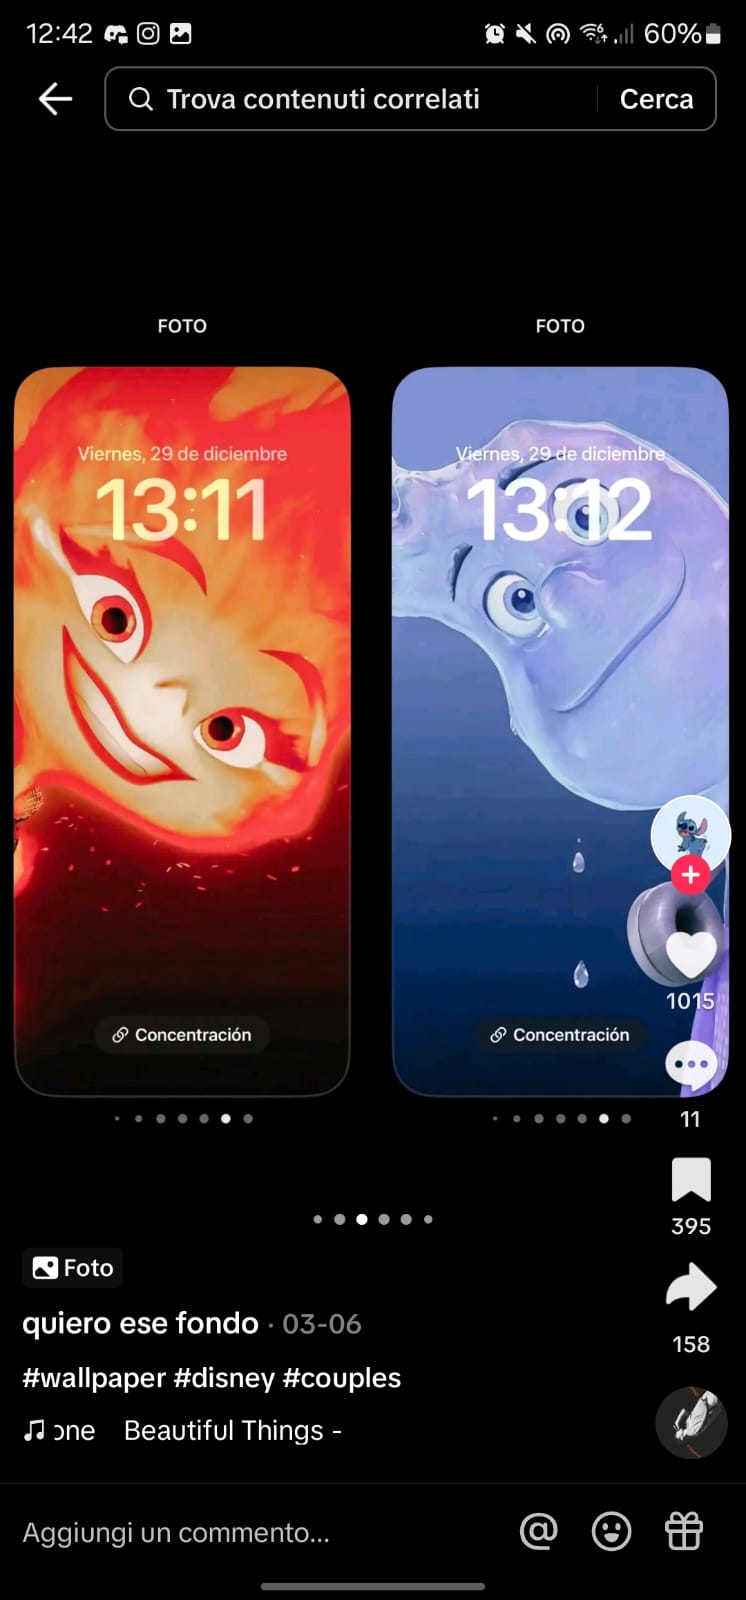 12:42
60%
Trova contenuti correlati
Cerca
FOTO
FOTO
Viernes, 29 de diciembre
13:11
Viernes, 29 de diciembre
13:12
Concentración
Concentración
1015
11
395
158
Foto
quiero ese fondo · 03-06
#wallpaper #disney #couples
one Beautiful Things -
Aggiungi un commento...